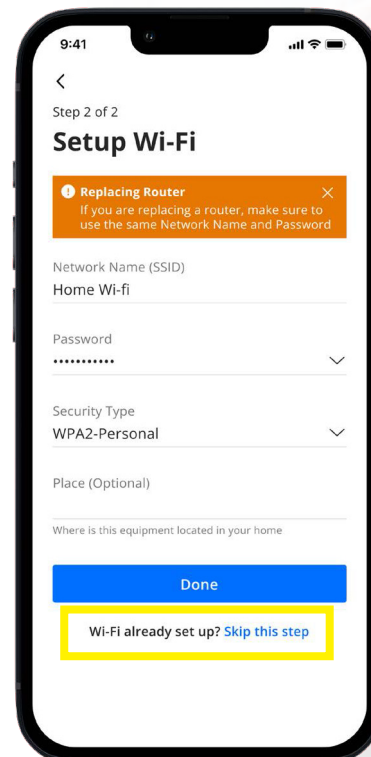 9:41
Step 2 of 2
Setup Wi-Fi
Replacing Router
If you are replacing a router, make sure to
use the same Network Name and Password
Network Name (SSID)
Home Wi-fi
Password
•••••••••••
Security Type
WPA2-Personal
Place (Optional)
Where is this equipment located in your home
Done
Wi-Fi already set up? Skip this step